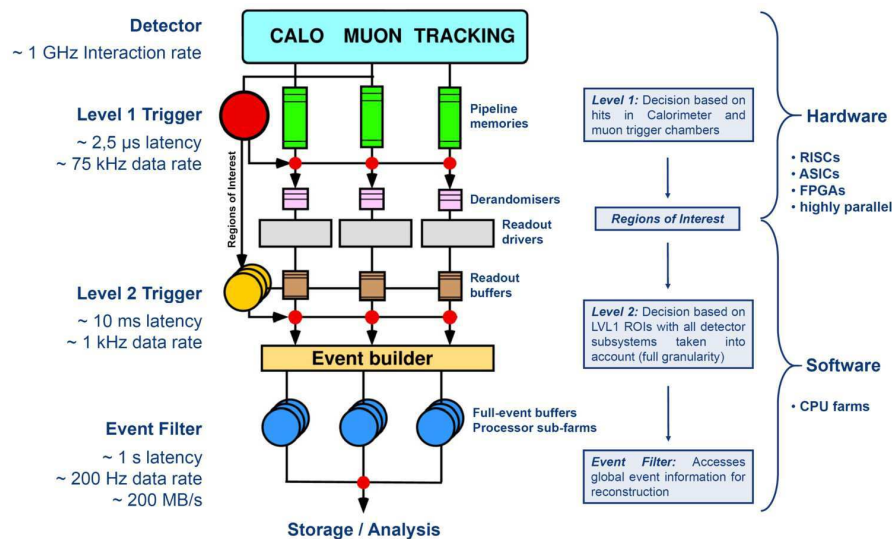 Detector
~ 1 GHz Interaction rate
CALO MUON TRACKING
Level 1 Trigger
~ 2,5 µs latency
~ 75 kHz data rate
Pipeline
memories
Regions of Interest
Derandomisers
Readout
drivers
Level 2 Trigger
~ 10 ms latency
~ 1 kHz data rate
Readout
buffers
Event builder
Event Filter
~ 1 s latency
~ 200 Hz data rate
~ 200 MB/s
Full-event buffers
Processor sub-farms
Storage / Analysis
Level 1: Decision based on
hits in Calorimeter and
muon trigger chambers
Regions of Interest
Level 2: Decision based on
LVL1 ROIs with all detector
subsystems taken into
account (full granularity)
Event Filter: Accesses
global event information for
reconstruction
Hardware
• RISCs
• ASICs
• FPGAs
• highly parallel
Software
• CPU farms